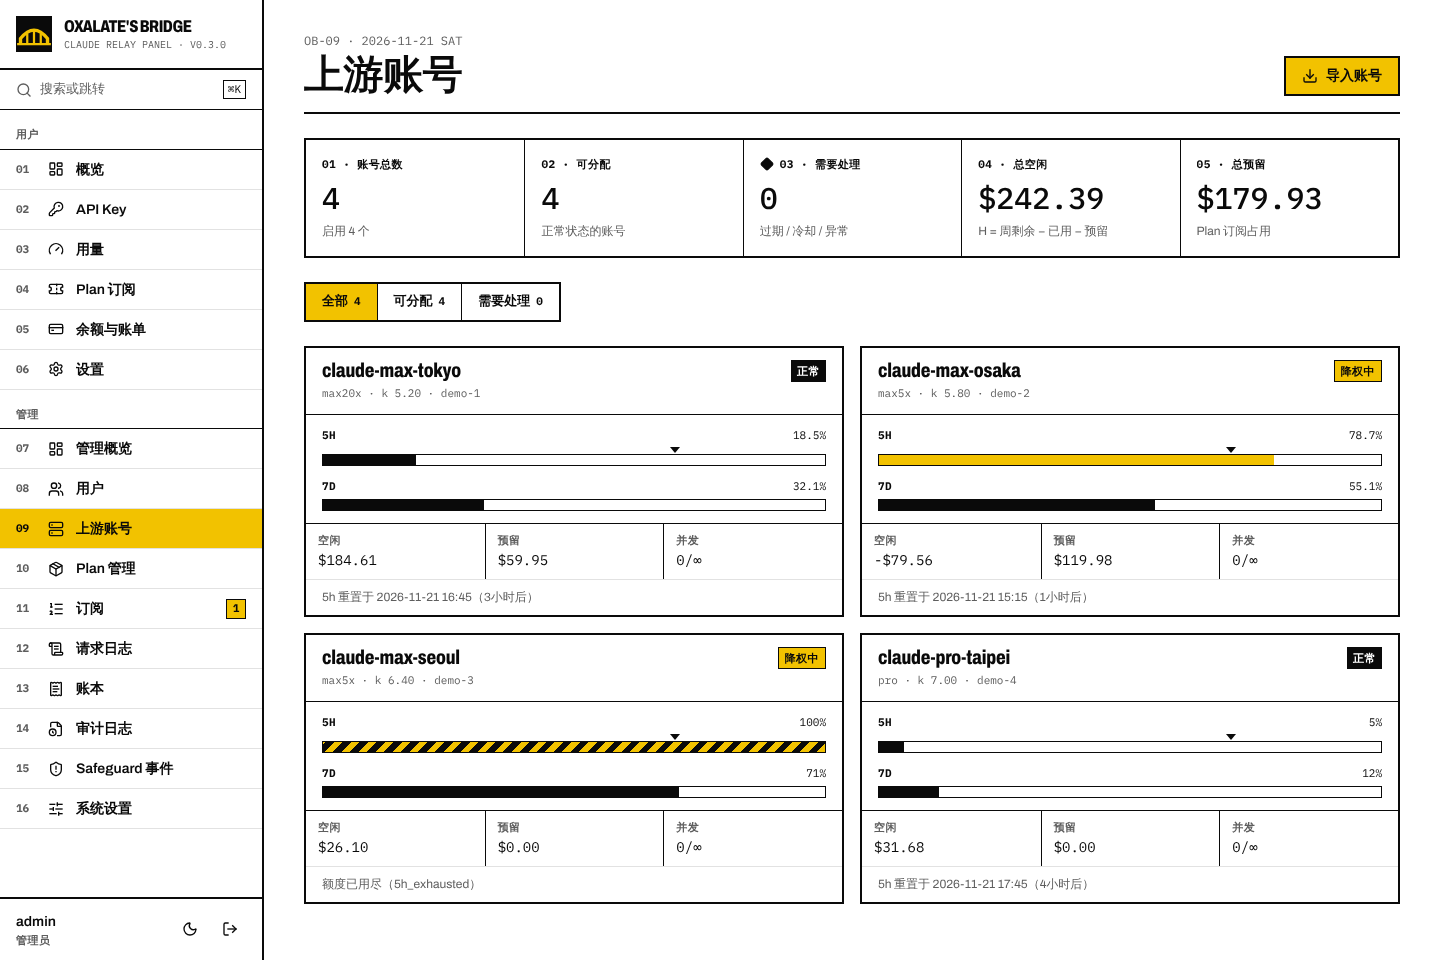 OXALATE'S BRIDGE
CLAUDE RELAY PANEL · V0.3.0
搜索或跳转 ⌘K
用户
01 概览
02 API Key
03 用量
04 Plan 订阅
05 余额与账单
06 设置
管理
07 管理概览
08 用户
09 上游账号
10 Plan 管理
11 订阅 1
12 请求日志
13 账本
14 审计日志
15 Safeguard 事件
16 系统设置
admin
管理员
OB-09 · 2026-11-21 SAT
上游账号
导入账号
01 · 账号总数
4
启用 4 个
02 · 可分配
4
正常状态的账号
03 · 需要处理
0
过期 / 冷却 / 异常
04 · 总空闲
$242.39
H = 周剩余 − 已用 − 预留
05 · 总预留
$179.93
Plan 订阅占用
全部 4 可分配 4 需要处理 0
claude-max-tokyo 正常
max20x · k 5.20 · demo-1
5H 18.5%
7D 32.1%
空闲 预留 并发
$184.61 $59.95 0/∞
5h 重置于 2026-11-21 16:45（3小时后）
claude-max-osaka 降权中
max5x · k 5.80 · demo-2
5H 78.7%
7D 55.1%
空闲 预留 并发
-$79.56 $119.98 0/∞
5h 重置于 2026-11-21 15:15（1小时后）
claude-max-seoul 降权中
max5x · k 6.40 · demo-3
5H 100%
7D 71%
空闲 预留 并发
$26.10 $0.00 0/∞
额度已用尽（5h_exhausted）
claude-pro-taipei 正常
pro · k 7.00 · demo-4
5H 5%
7D 12%
空闲 预留 并发
$31.68 $0.00 0/∞
5h 重置于 2026-11-21 17:45（4小时后）